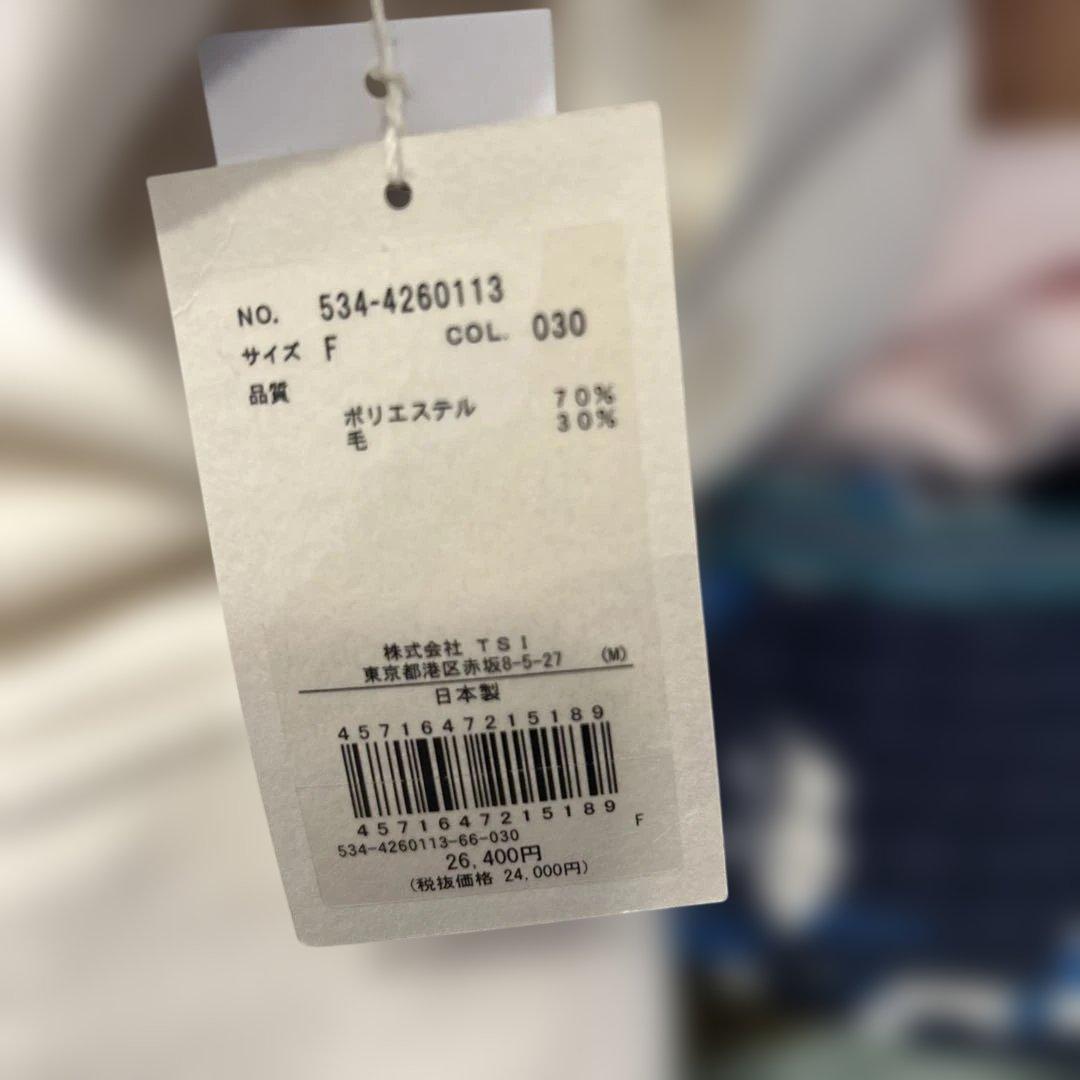 NO. 534-4260113
サイズ F COL. 030
品質
ポリエステル 70%
毛 30%
株式会社 TSI
東京都港区赤坂8-5-27 (M)
日本製
4571647215189
4571647215189
534-4260113-66-030 F
26,400円
(税抜価格 24,000円)